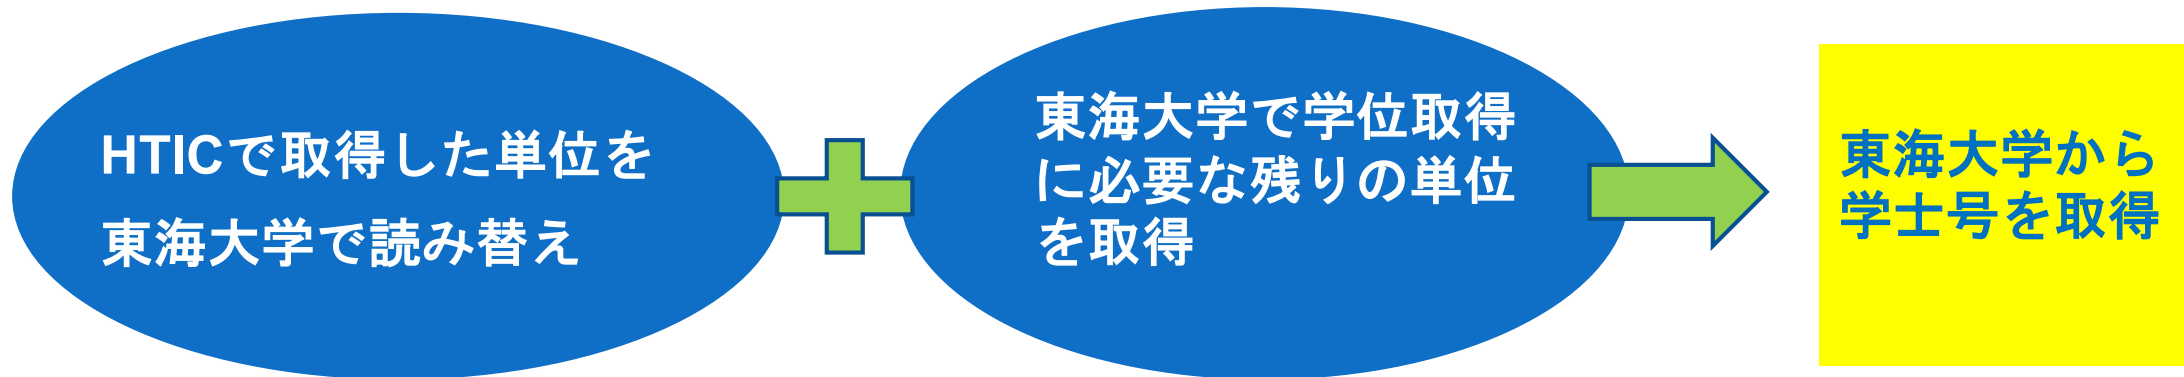 HTICで取得した単位を
東海大学で読み替え
東海大学で学位取得
に必要な残りの単位
を取得
東海大学から
学士号を取得